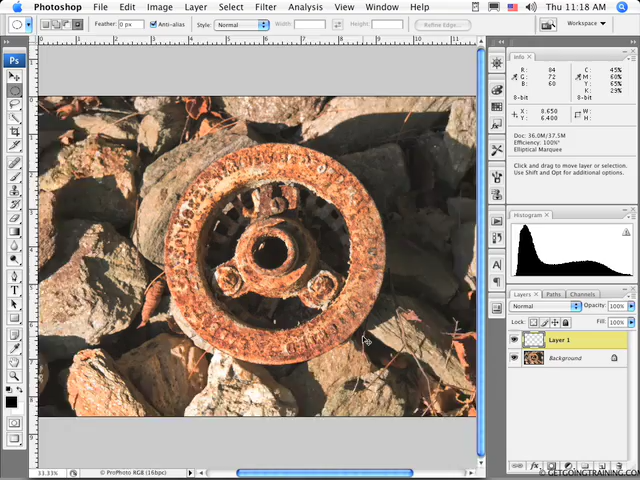 Photoshop File Edit Image Layer Select Filter Analysis View Window Help Thu 11:18 AM
Feather: 0 px Anti-alias Style: Normal Width: Height: Refine Edge... Workspace
Ps
Info
R: 84 C: 45%
G: 72 M: 60%
B: 60 Y: 65%
K: 29%
8-bit 8-bit
X: 8.650 W:
Y: 6.400 H:
Doc: 36.0M/37.5M
Efficiency: 100%*
Elliptical Marquee
Click and drag to move layer or selection.
Use Shift and Opt for additional options.
Histogram
Layers Paths Channels
Normal Opacity: 100%
Lock: Fill: 100%
Layer 1
Background
33.33% ProPhoto RGB (16bpc)
© GETGOINGTRAINING.COM